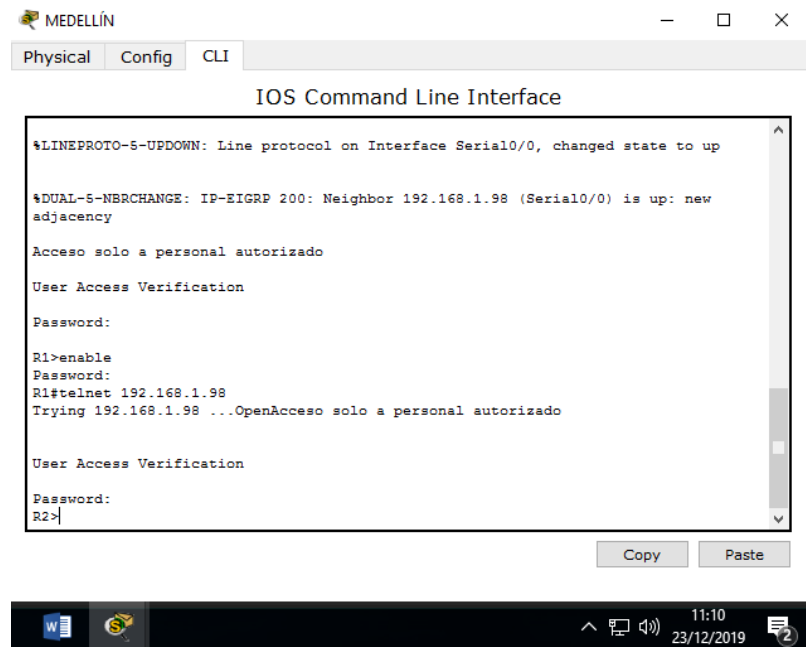 MEDELLÍN
Physical Config CLI
IOS Command Line Interface
%LINEPROTO-5-UPDOWN: Line protocol on Interface Serial0/0, changed state to up
%DUAL-5-NBRCHANGE: IP-EIGRP 200: Neighbor 192.168.1.98 (Serial0/0) is up: new
adjacency
Acceso solo a personal autorizado
User Access Verification
Password:
R1>enable
Password:
R1#telnet 192.168.1.98
Trying 192.168.1.98 ...OpenAcceso solo a personal autorizado
User Access Verification
Password:
R2>
Copy Paste
11:10
23/12/2019
2